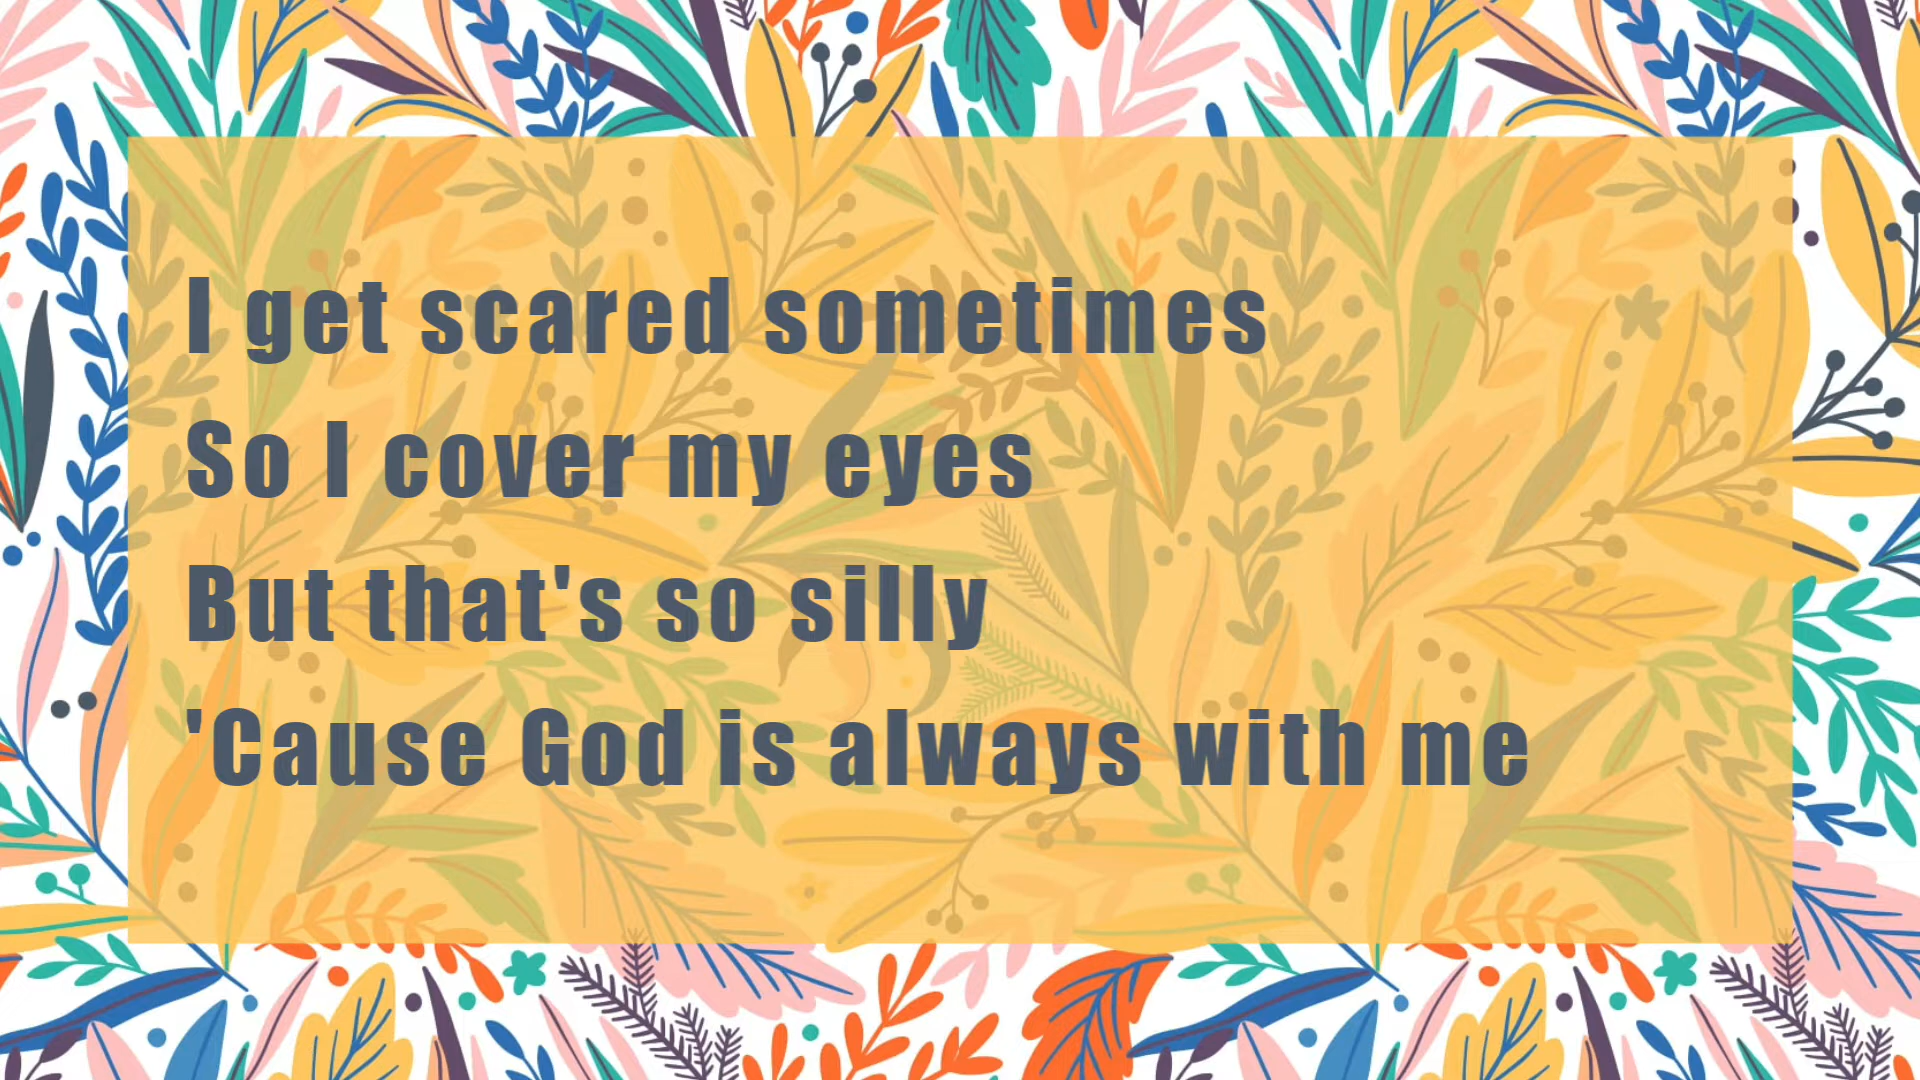 I get scared sometimes
So I cover my eyes
But that's so silly
'Cause God is always with me